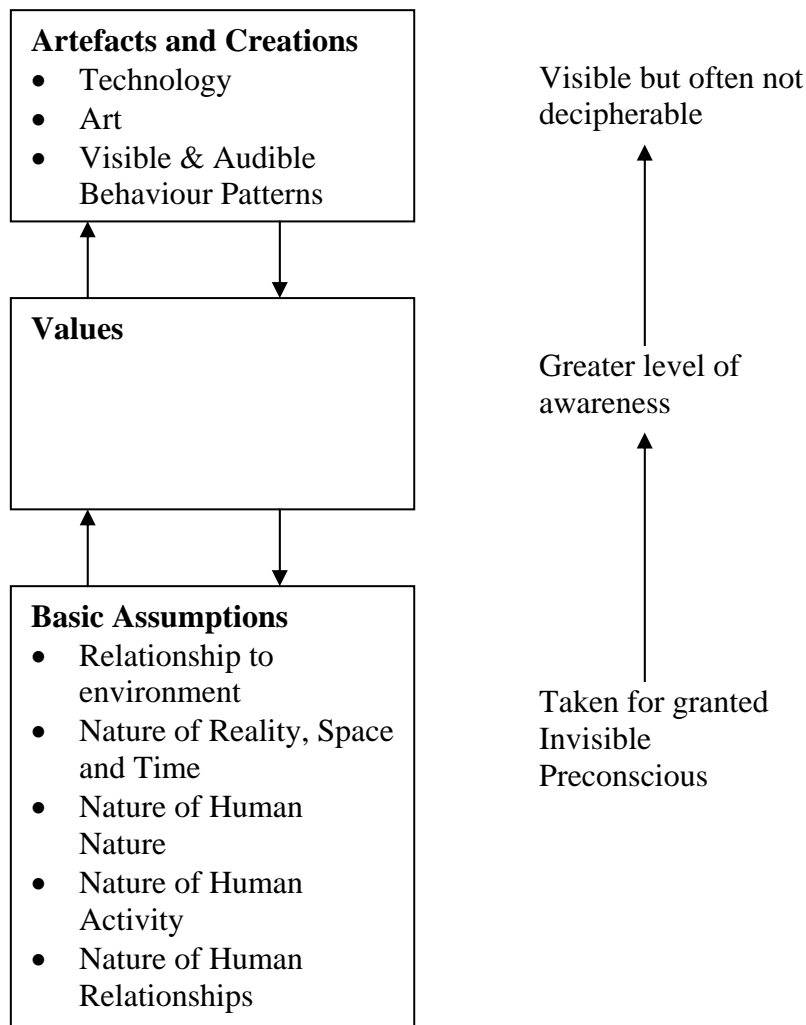 Artefacts and Creations
• Technology
• Art
• Visible & Audible
Behaviour Patterns
Visible but often not
decipherable
Values
Greater level of
awareness
Basic Assumptions
• Relationship to
environment
• Nature of Reality, Space
and Time
• Nature of Human
Nature
• Nature of Human
Activity
• Nature of Human
Relationships
Taken for granted
Invisible
Preconscious